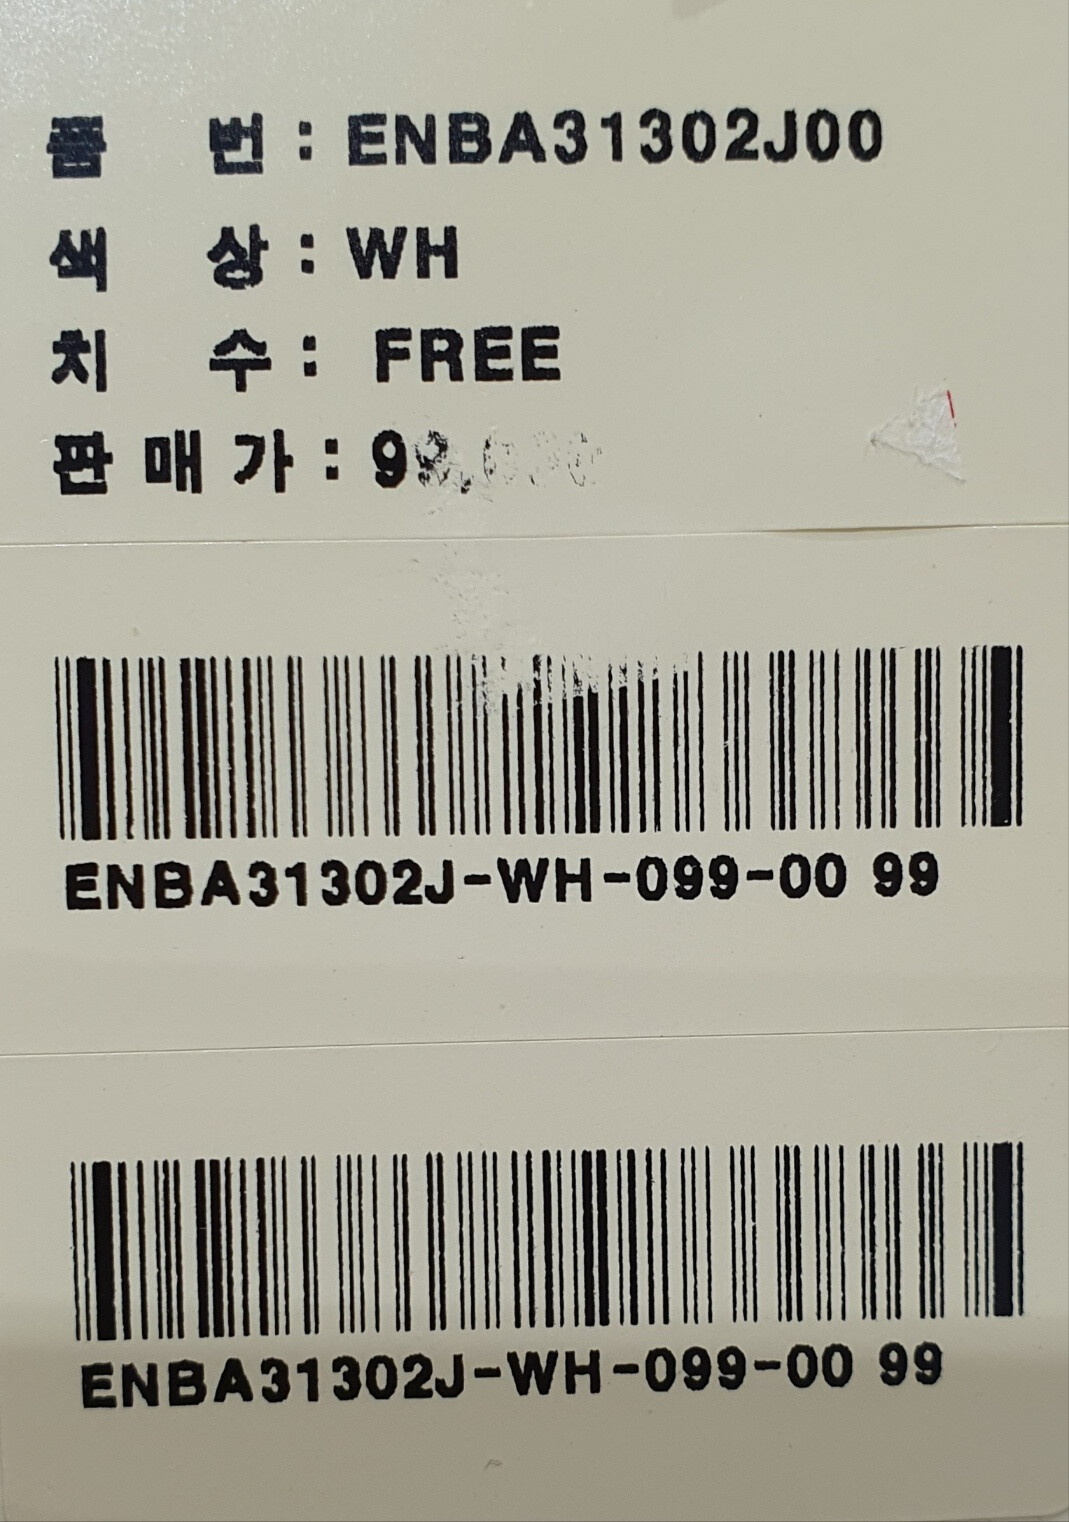 품 번 : ENBA31302J00
색 상 : WH
치 수 : FREE
판 매 가 :
ENBA31302J-WH-099-00 99
ENBA31302J-WH-099-00 99